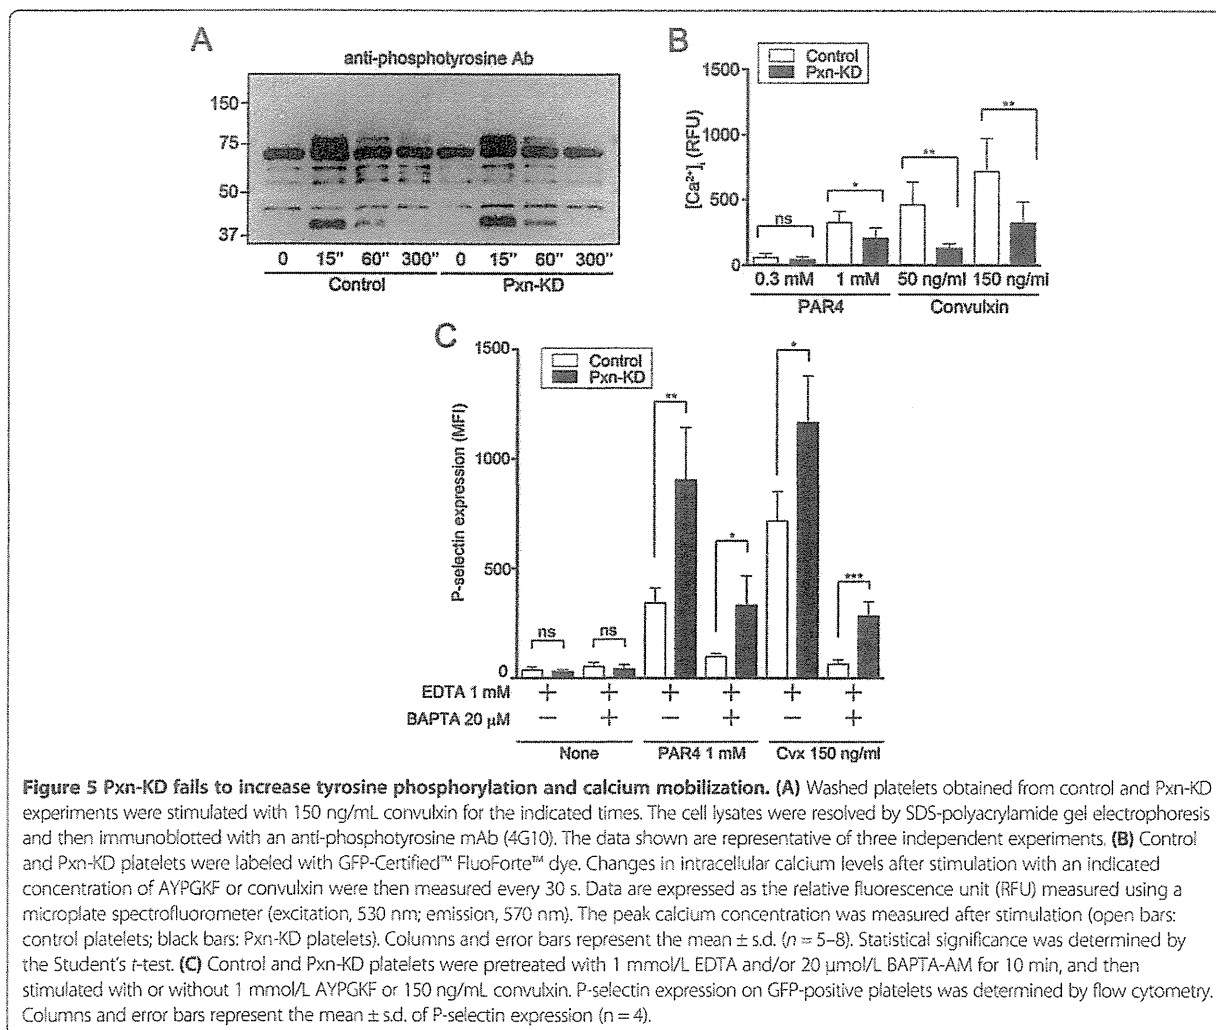 A
anti-phosphotyrosine Ab
150
75
50
37
0 15" 60" 300" 0 15" 60" 300"
Control Pxn-KD
B
Control
Pxn-KD
[Ca²⁺]ᵢ (RFU)
1500
1000
500
0
ns * ** **
0.3 mM 1 mM 50 ng/ml 150 ng/ml
PAR4 Convulxin
C
Control
Pxn-KD
P-selectin expression (MFI)
1500
1000
500
0
ns ns ** * * ***
EDTA 1 mM + + + + + +
BAPTA 20 µM − + − + − +
None PAR4 1 mM Cvx 150 ng/ml
Figure 5 Pxn-KD fails to increase tyrosine phosphorylation and calcium mobilization. (A) Washed platelets obtained from control and Pxn-KD
experiments were stimulated with 150 ng/mL convulxin for the indicated times. The cell lysates were resolved by SDS-polyacrylamide gel electrophoresis
and then immunoblotted with an anti-phosphotyrosine mAb (4G10). The data shown are representative of three independent experiments. (B) Control
and Pxn-KD platelets were labeled with GFP-Certified™ FluoForte™ dye. Changes in intracellular calcium levels after stimulation with an indicated
concentration of AYPGKF or convulxin were then measured every 30 s. Data are expressed as the relative fluorescence unit (RFU) measured using a
microplate spectrofluorometer (excitation, 530 nm; emission, 570 nm). The peak calcium concentration was measured after stimulation (open bars:
control platelets; black bars: Pxn-KD platelets). Columns and error bars represent the mean ± s.d. (n = 5–8). Statistical significance was determined by
the Student's t-test. (C) Control and Pxn-KD platelets were pretreated with 1 mmol/L EDTA and/or 20 µmol/L BAPTA-AM for 10 min, and then
stimulated with or without 1 mmol/L AYPGKF or 150 ng/mL convulxin. P-selectin expression on GFP-positive platelets was determined by flow cytometry.
Columns and error bars represent the mean ± s.d. of P-selectin expression (n = 4).